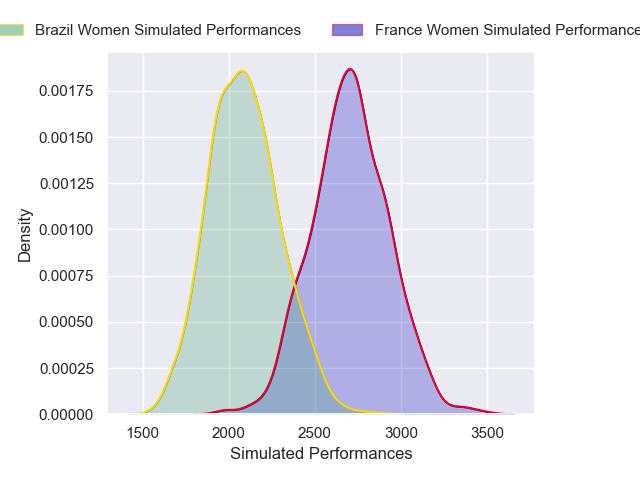 Brazil Women Simulated Performances France Women Simulated Performance
0.00175
0.00150
0.00125
0.00100
0.00075
0.00050
0.00025
0.00000
Density
1500 2000 2500 3000 3500
Simulated Performances